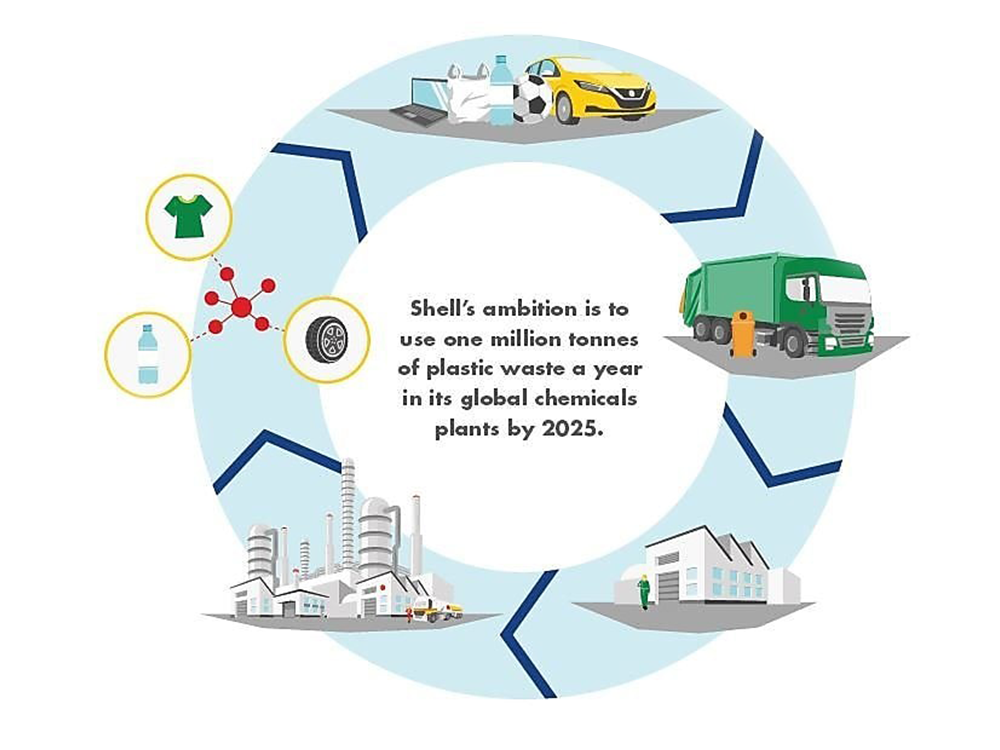 Shell's ambition is to
use one million tonnes
of plastic waste a year
in its global chemicals
plants by 2025.